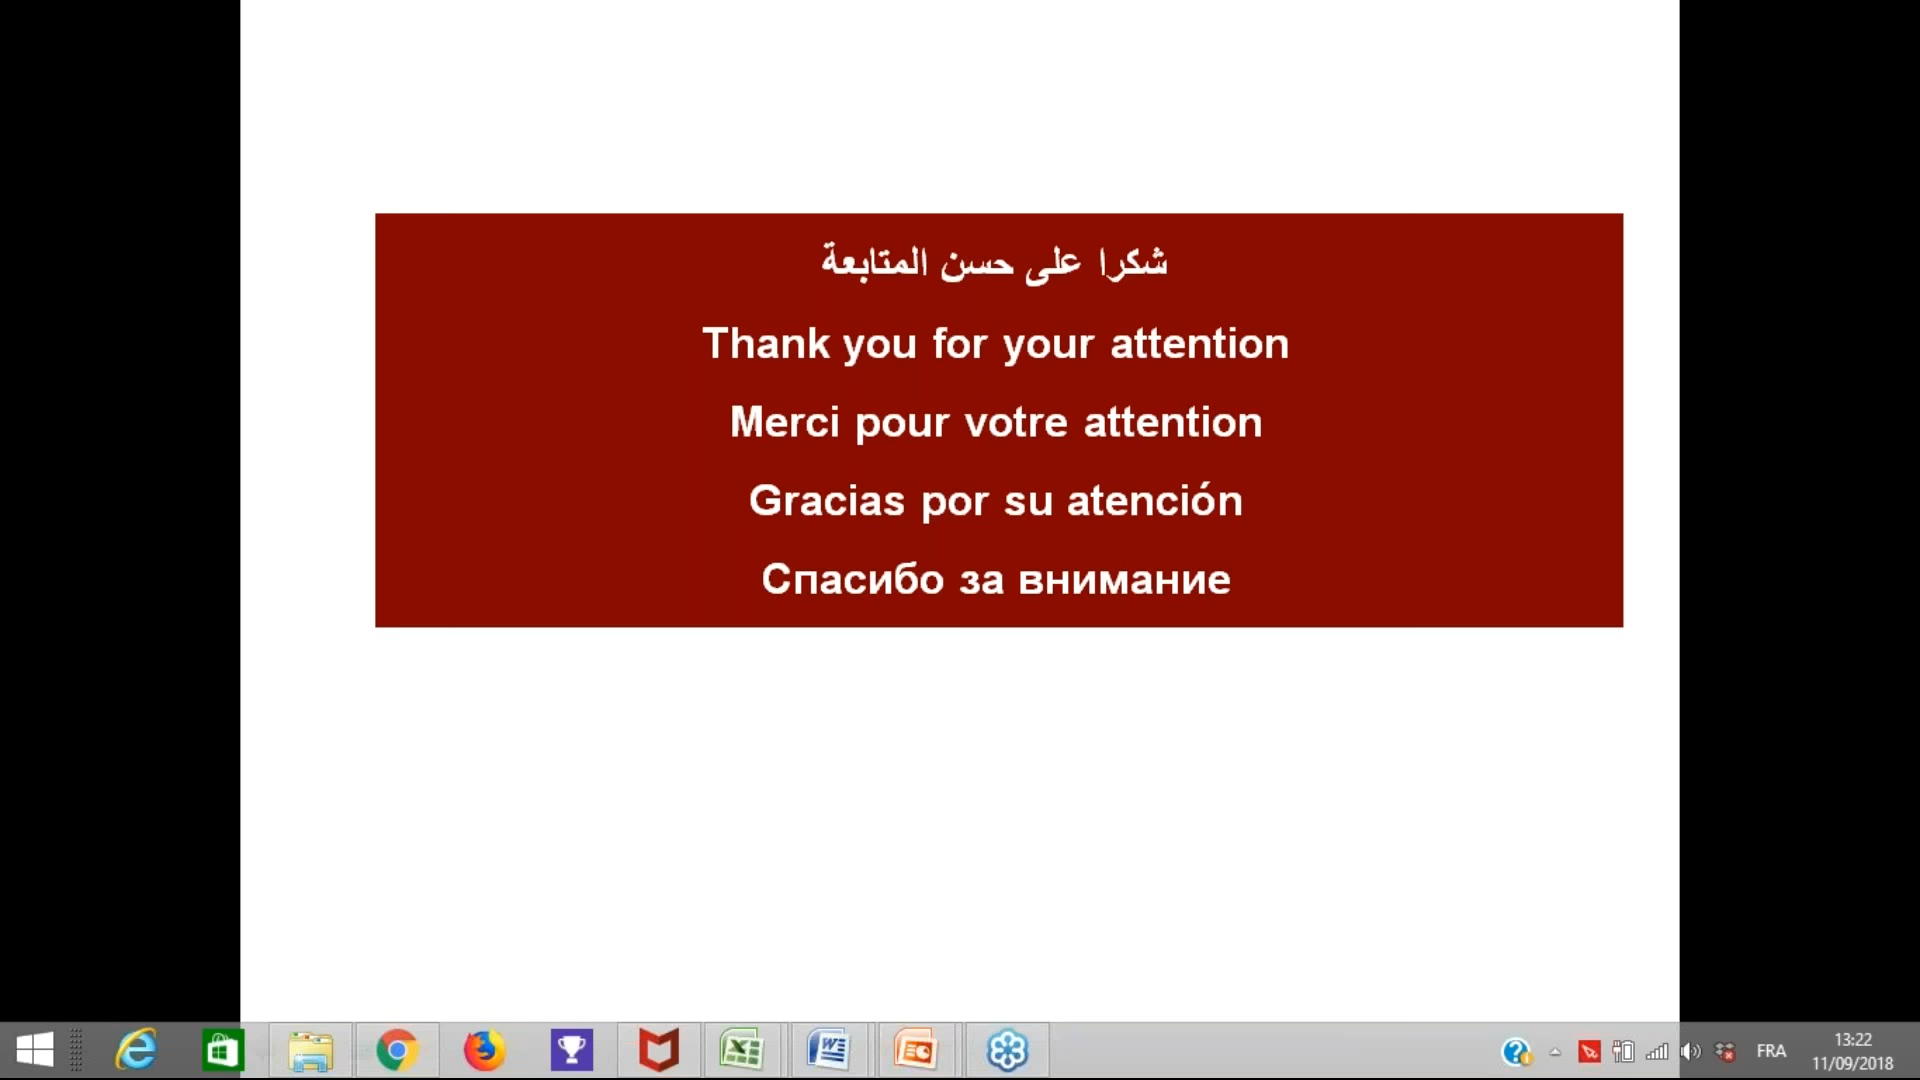 شكرا على حسن المتابعة
Thank you for your attention
Merci pour votre attention
Gracias por su atención
Спасибо за внимание
FRA
13:22
11/09/2018